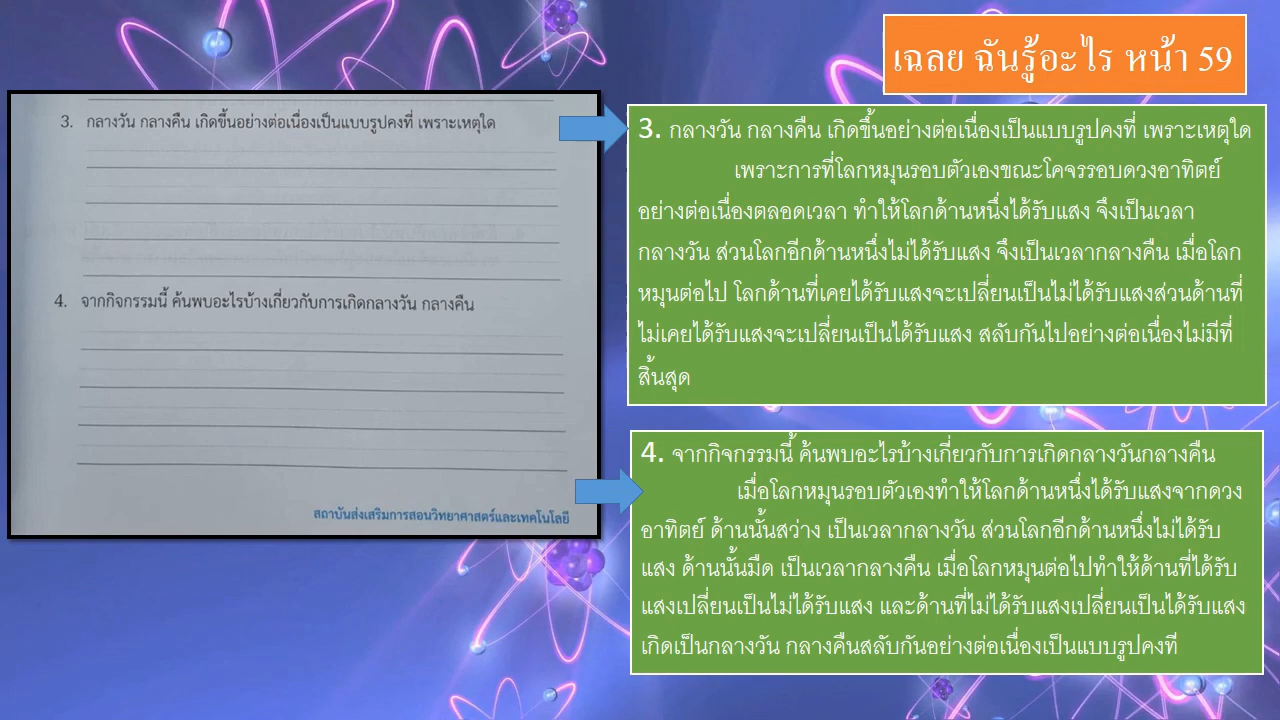 เฉลย ฉันรู้อะไร หน้า 59
3. กลางวัน กลางคืน เกิดขึ้นอย่างต่อเนื่องเป็นแบบรูปคงที่ เพราะเหตุใด
4. จากกิจกรรมนี้ ค้นพบอะไรบ้างเกี่ยวกับการเกิดกลางวัน กลางคืน
สถาบันส่งเสริมการสอนวิทยาศาสตร์และเทคโนโลยี
3. กลางวัน กลางคืน เกิดขึ้นอย่างต่อเนื่องเป็นแบบรูปคงที่ เพราะเหตุใด
เพราะการที่โลกหมุนรอบตัวเองขณะโคจรรอบดวงอาทิตย์
อย่างต่อเนื่องตลอดเวลา ทำให้โลกด้านหนึ่งได้รับแสง จึงเป็นเวลา
กลางวัน ส่วนโลกอีกด้านหนึ่งไม่ได้รับแสง จึงเป็นเวลากลางคืน เมื่อโลก
หมุนต่อไป โลกด้านที่เคยได้รับแสงจะเปลี่ยนเป็นไม่ได้รับแสงส่วนด้านที่
ไม่เคยได้รับแสงจะเปลี่ยนเป็นได้รับแสง สลับกันไปอย่างต่อเนื่องไม่มีที่
สิ้นสุด
4. จากกิจกรรมนี้ ค้นพบอะไรบ้างเกี่ยวกับการเกิดกลางวันกลางคืน
เมื่อโลกหมุนรอบตัวเองทำให้โลกด้านหนึ่งได้รับแสงจากดวง
อาทิตย์ ด้านนั้นสว่าง เป็นเวลากลางวัน ส่วนโลกอีกด้านหนึ่งไม่ได้รับ
แสง ด้านนั้นมืด เป็นเวลากลางคืน เมื่อโลกหมุนต่อไปทำให้ด้านที่ได้รับ
แสงเปลี่ยนเป็นไม่ได้รับแสง และด้านที่ไม่ได้รับแสงเปลี่ยนเป็นได้รับแสง
เกิดเป็นกลางวัน กลางคืนสลับกันอย่างต่อเนื่องเป็นแบบรูปคงที